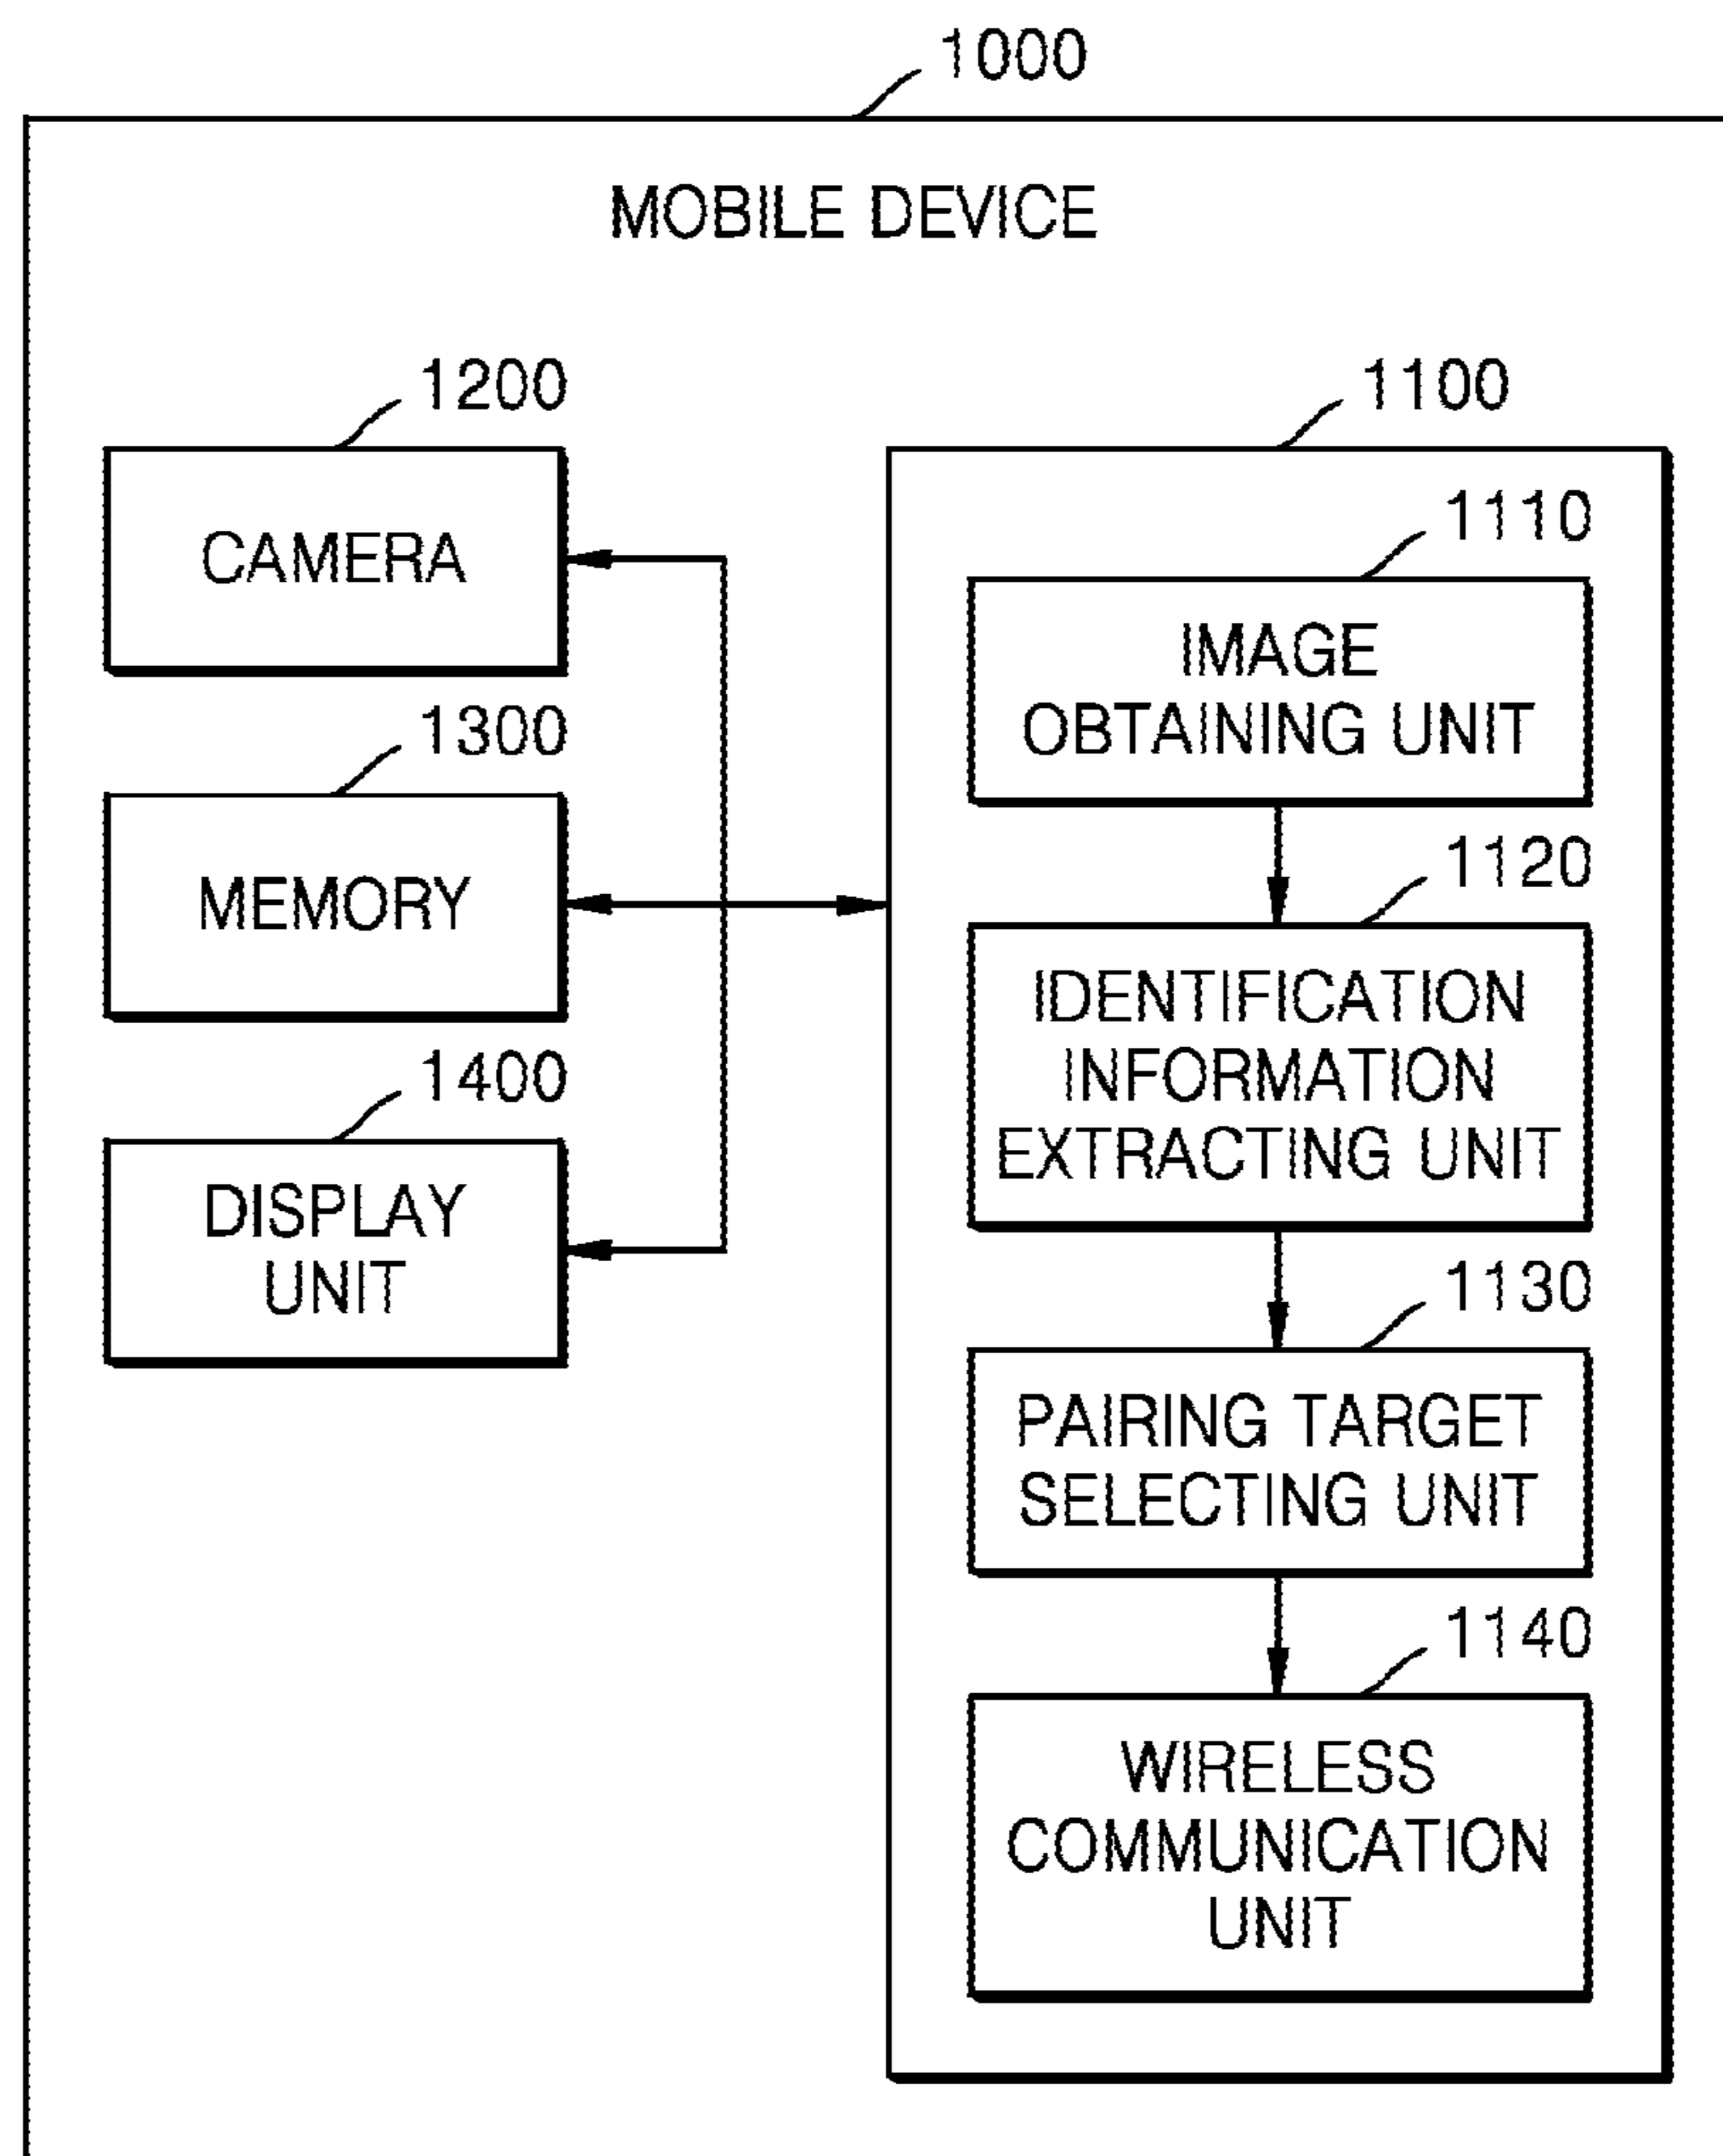 1000
MOBILE DEVICE
1200
CAMERA
1300
MEMORY
1400
DISPLAY
UNIT
1100
1110
IMAGE
OBTAINING UNIT
1120
IDENTIFICATION
INFORMATION
EXTRACTING UNIT
1130
PAIRING TARGET
SELECTING UNIT
1140
WIRELESS
COMMUNICATION
UNIT